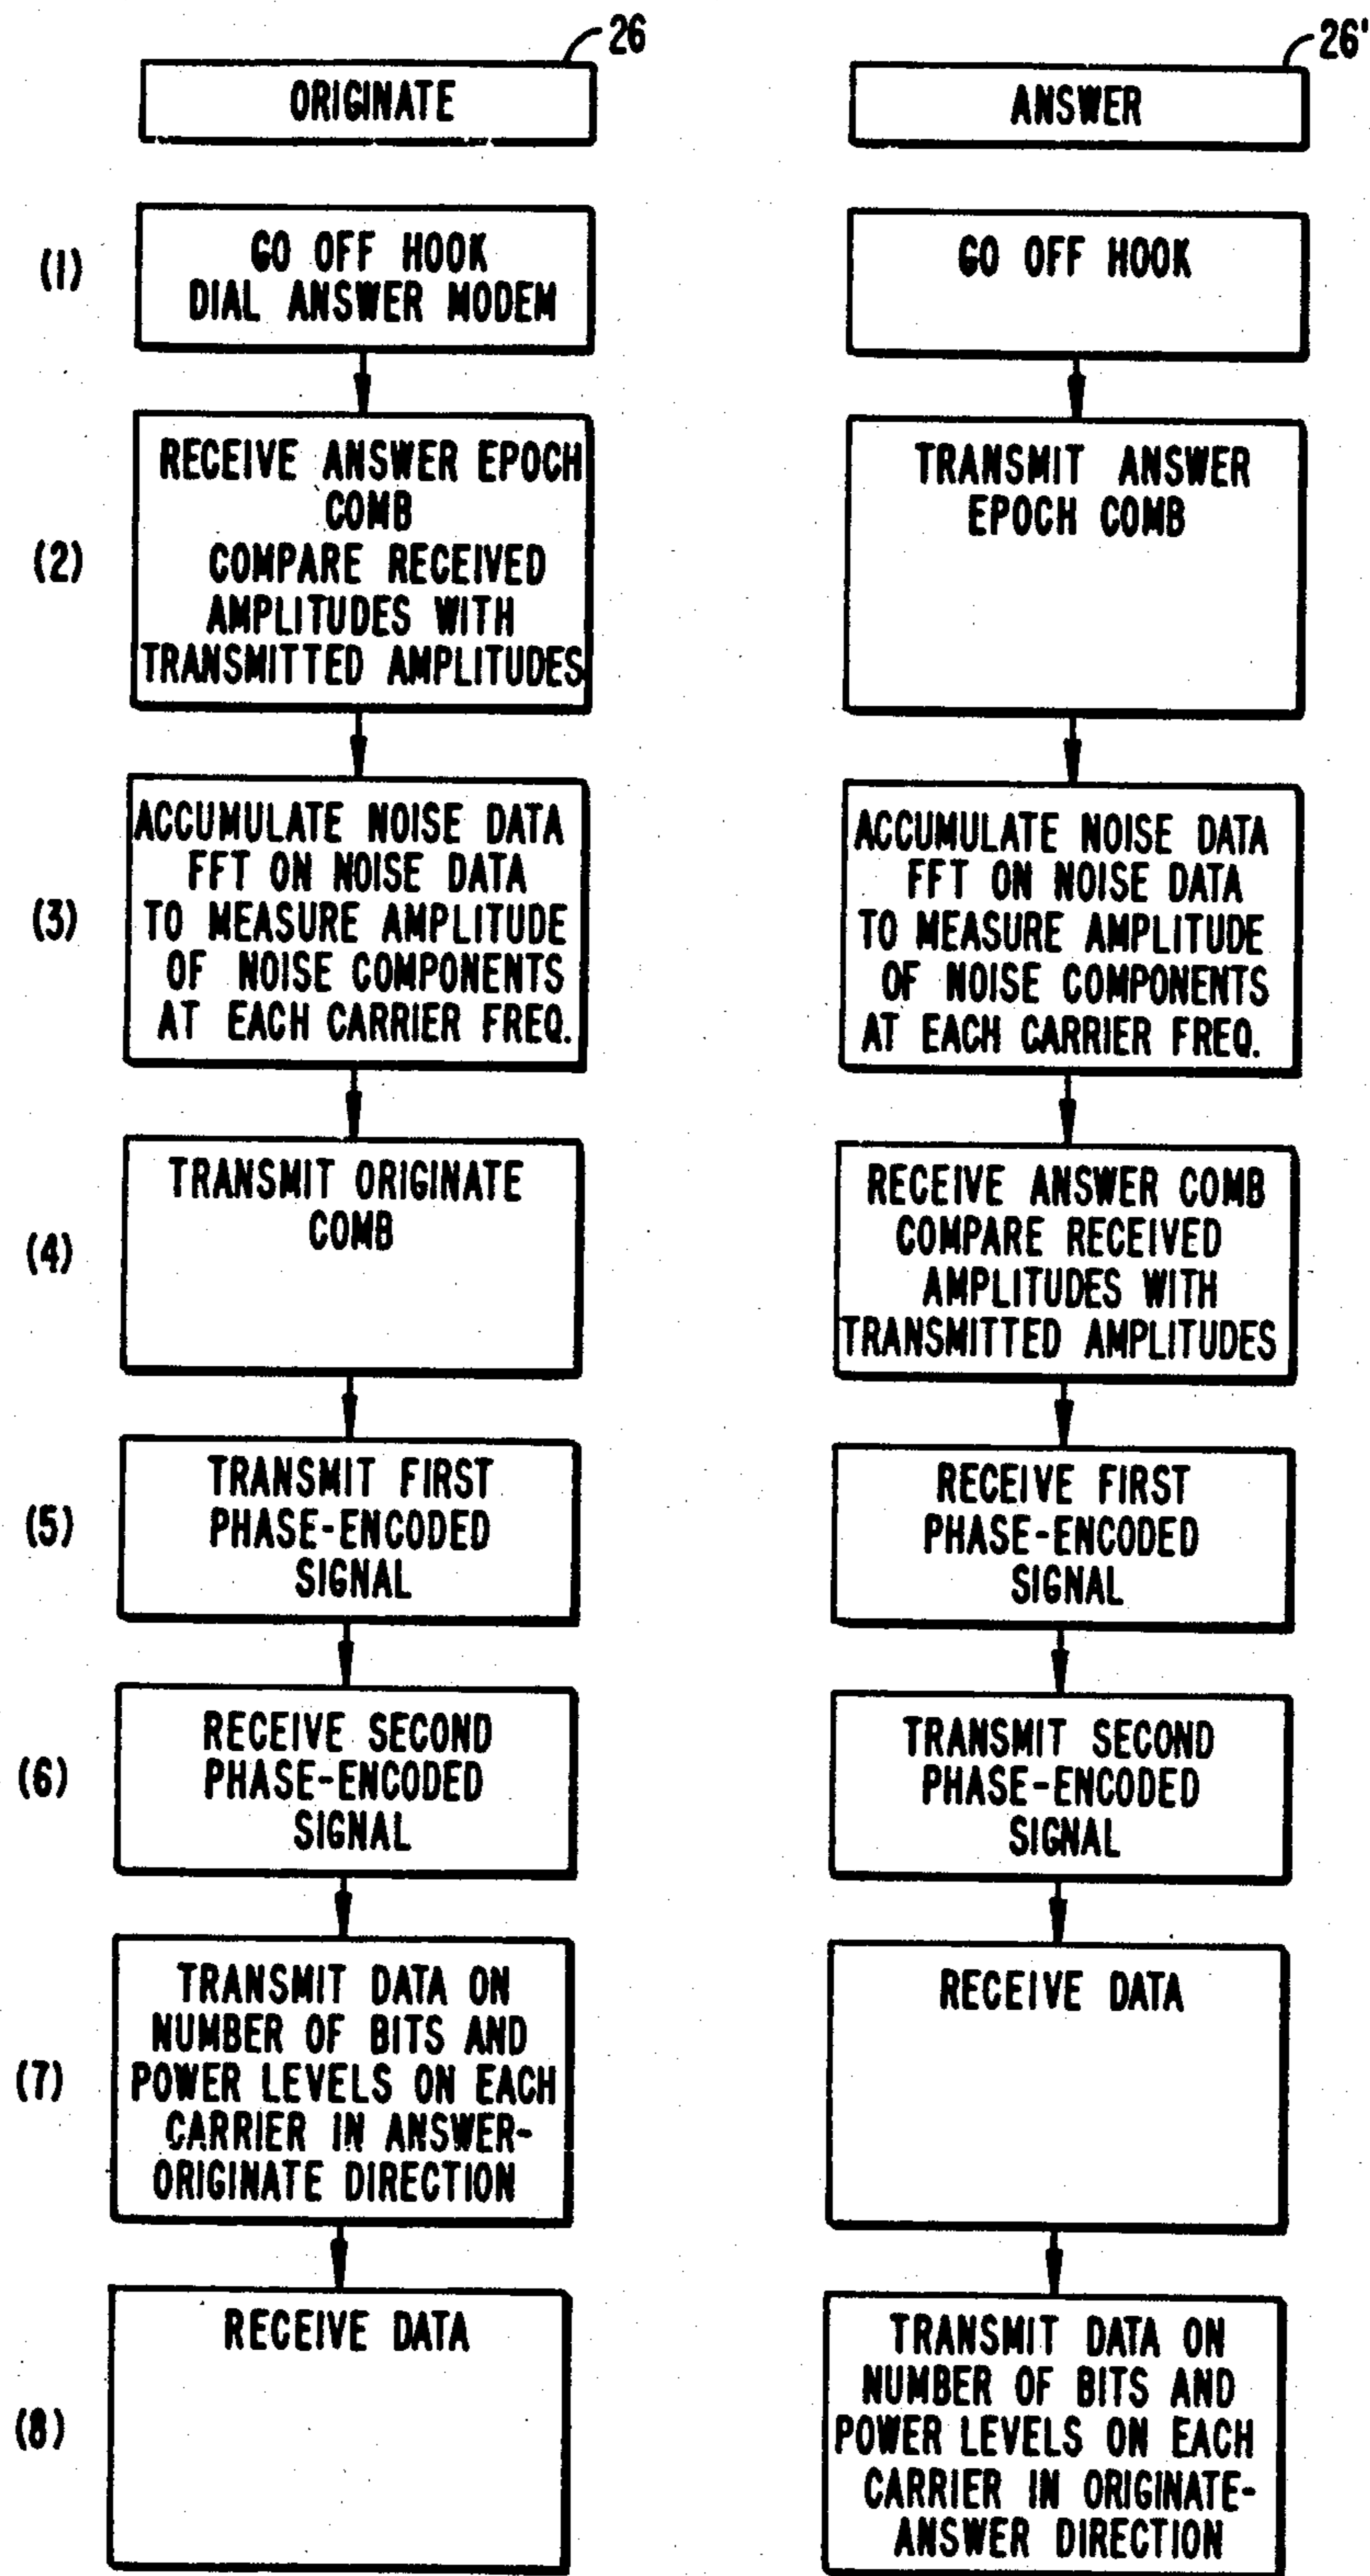 26
ORIGINATE
26'
ANSWER
(1)
GO OFF HOOK
DIAL ANSWER MODEM
GO OFF HOOK
(2)
RECEIVE ANSWER EPOCH
COMB
COMPARE RECEIVED
AMPLITUDES WITH
TRANSMITTED AMPLITUDES
TRANSMIT ANSWER
EPOCH COMB
(3)
ACCUMULATE NOISE DATA
FFT ON NOISE DATA
TO MEASURE AMPLITUDE
OF NOISE COMPONENTS
AT EACH CARRIER FREQ.
ACCUMULATE NOISE DATA
FFT ON NOISE DATA
TO MEASURE AMPLITUDE
OF NOISE COMPONENTS
AT EACH CARRIER FREQ.
(4)
TRANSMIT ORIGINATE
COMB
RECEIVE ANSWER COMB
COMPARE RECEIVED
AMPLITUDES WITH
TRANSMITTED AMPLITUDES
(5)
TRANSMIT FIRST
PHASE-ENCODED
SIGNAL
RECEIVE FIRST
PHASE-ENCODED
SIGNAL
(6)
RECEIVE SECOND
PHASE-ENCODED
SIGNAL
TRANSMIT SECOND
PHASE-ENCODED
SIGNAL
(7)
TRANSMIT DATA ON
NUMBER OF BITS AND
POWER LEVELS ON EACH
CARRIER IN ANSWER-
ORIGINATE DIRECTION
RECEIVE DATA
(8)
RECEIVE DATA
TRANSMIT DATA ON
NUMBER OF BITS AND
POWER LEVELS ON EACH
CARRIER IN ORIGINATE-
ANSWER DIRECTION